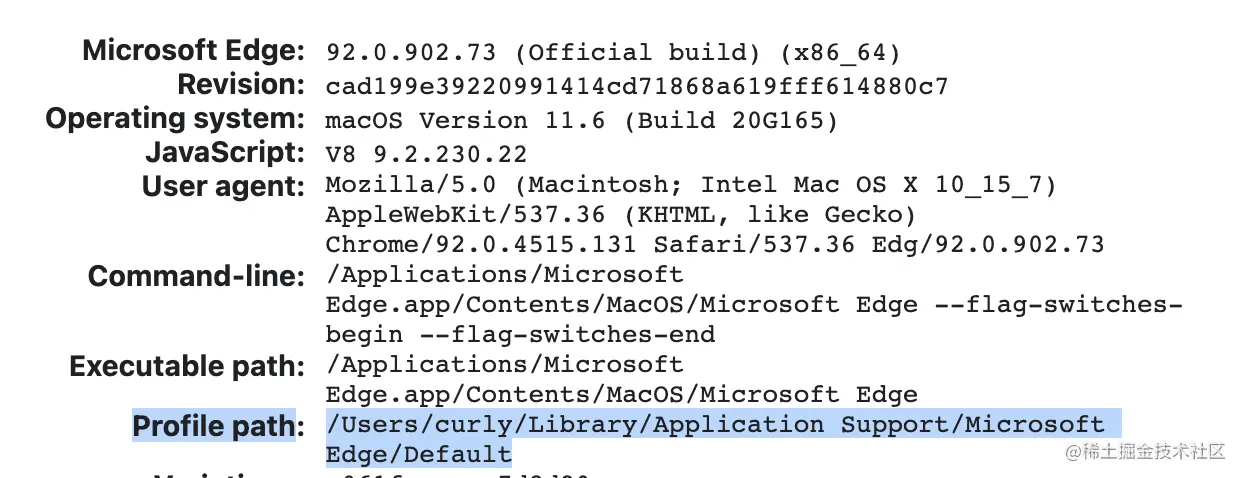 Microsoft Edge: 92.0.902.73 (Official build) (x86_64)
Revision: cad199e39220991414cd71868a619fff614880c7
Operating system: macOS Version 11.6 (Build 20G165)
JavaScript: V8 9.2.230.22
User agent: Mozilla/5.0 (Macintosh; Intel Mac OS X 10_15_7)
AppleWebKit/537.36 (KHTML, like Gecko)
Chrome/92.0.4515.131 Safari/537.36 Edg/92.0.902.73
Command-line: /Applications/Microsoft
Edge.app/Contents/MacOS/Microsoft Edge --flag-switches-
begin --flag-switches-end
Executable path: /Applications/Microsoft
Edge.app/Contents/MacOS/Microsoft Edge
Profile path: /Users/curly/Library/Application Support/Microsoft
Edge/Default
@稀土掘金技术社区